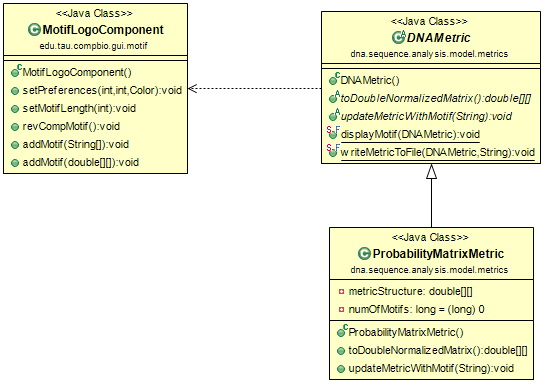 <<Java Class>>
MotifLogoComponent
edu.tau.compbio.gui.motif
MotifLogoComponent()
setPreferences(int,int,Color):void
setMotifLength(int):void
revCompMotif():void
addMotif(String[]):void
addMotif(double[][]):void
<<Java Class>>
DNAMetric
dna.sequence.analysis.model.metrics
DNAMetric()
toDoubleNormalizedMatrix():double[][]
updateMetricWithMotif(String):void
displayMotif(DNAMetric):void
writeMetricToFile(DNAMetric,String):void
<<Java Class>>
ProbabilityMatrixMetric
dna.sequence.analysis.model.metrics
metricStructure: double[][]
numOfMotifs: long = (long) 0
ProbabilityMatrixMetric()
toDoubleNormalizedMatrix():double[][]
updateMetricWithMotif(String):void